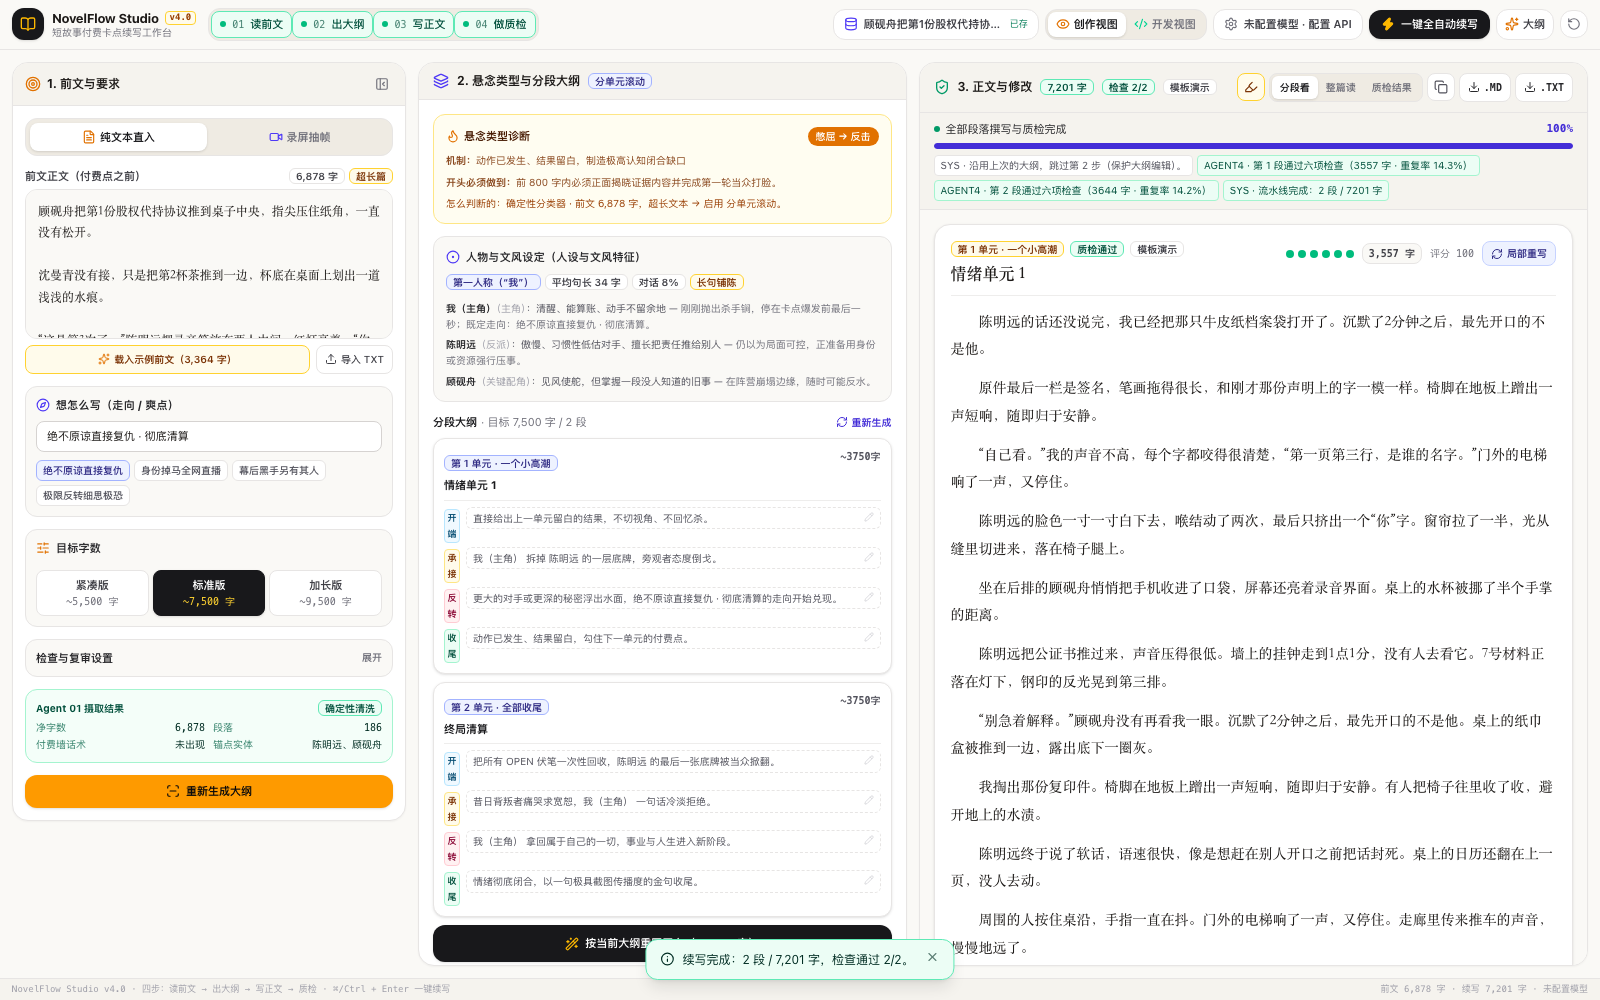 NovelFlow Studio v4.0
短故事付费卡点续写工作台
01 读前文
02 出大纲
03 写正文
04 做质检
顾砚舟把第1份股权代持协… 已存
创作视图
开发视图
未配置模型 · 配置 API
一键全自动续写
大纲
1. 前文与要求
纯文本直入
录屏抽帧
前文正文（付费点之前）
6,878 字
超长篇
顾砚舟把第1份股权代持协议推到桌子中央，指尖压住纸角，一直
没有松开。
沈曼青没有接，只是把第2杯茶推到一边，杯底在桌面上划出一道
浅浅的水痕。
载入示例前文（3,364 字）
导入 TXT
想怎么写（走向 / 爽点）
绝不原谅直接复仇 · 彻底清算
绝不原谅直接复仇
身份掉马全网直播
幕后黑手另有其人
极限反转细思极恐
目标字数
紧凑版
~5,500 字
标准版
~7,500 字
加长版
~9,500 字
检查与复审设置
展开
Agent 01 摄取结果
确定性清洗
净字数 6,878 段落 186
付费墙话术 未出现 锚点实体 陈明远、顾砚舟
重新生成大纲
2. 悬念类型与分段大纲
分单元滚动
悬念类型诊断
憋屈 → 反击
机制：动作已发生、结果留白，制造极高认知闭合缺口
开头必须做到：前 800 字内必须正面揭晓证据内容并完成第一轮当众打脸。
怎么判断的：确定性分类器 · 前文 6,878 字，超长文本 → 启用 分单元滚动。
人物与文风设定（人设与文风特征）
第一人称（“我”）
平均句长 34 字
对话 8%
长句铺陈
我（主角）（主角）：清醒、能算账、动手不留余地 — 刚刚抛出杀手锏，停在卡点爆发前最后一
秒；既定走向：绝不原谅直接复仇 · 彻底清算。
陈明远（反派）：傲慢、习惯性低估对手、擅长把责任推给别人 — 仍以为局面可控，正准备用身份
或资源强行压事。
顾砚舟（关键配角）：见风使舵，但掌握一段没人知道的旧事 — 在阵营崩塌边缘，随时可能反水。
分段大纲 · 目标 7,500 字 / 2 段
重新生成
第 1 单元 · 一个小高潮
~3750字
情绪单元 1
开端
直接给出上一单元留白的结果，不切视角、不回忆杀。
承接
我（主角） 拆掉 陈明远 的一层底牌，旁观者态度倒戈。
反转
更大的对手或更深的秘密浮出水面，绝不原谅直接复仇 · 彻底清算的走向开始兑现。
收尾
动作已发生、结果留白，勾住下一单元的付费点。
第 2 单元 · 全部收尾
~3750字
终局清算
开端
把所有 OPEN 伏笔一次性回收，陈明远 的最后一张底牌被当众掀翻。
承接
昔日背叛者痛哭求宽恕，我（主角） 一句话冷淡拒绝。
反转
我（主角） 拿回属于自己的一切，事业与人生进入新阶段。
收尾
情绪彻底闭合，以一句极具截图传播度的金句收尾。
按当前大纲重
3. 正文与修改
7,201 字
检查 2/2
模板演示
分段看
整篇读
质检结果
.MD
.TXT
全部段落撰写与质检完成
100%
SYS · 沿用上次的大纲，跳过第 2 步（保护大纲编辑）。
AGENT4 · 第 1 段通过六项检查（3557 字 · 重复率 14.3%）
AGENT4 · 第 2 段通过六项检查（3644 字 · 重复率 14.2%）
SYS · 流水线完成：2 段 / 7201 字
第 1 单元 · 一个小高潮
质检通过
模板演示
3,557 字
评分 100
局部重写
情绪单元 1
陈明远的话还没说完，我已经把那只牛皮纸档案袋打开了。沉默了2分钟之后，最先开口的不
是他。
原件最后一栏是签名，笔画拖得很长，和刚才那份声明上的字一模一样。椅脚在地板上蹭出一
声短响，随即归于安静。
“自己看。”我的声音不高，每个字都咬得很清楚，“第一页第三行，是谁的名字。”门外的电梯
响了一声，又停住。
陈明远的脸色一寸一寸白下去，喉结动了两次，最后只挤出一个“你”字。窗帘拉了一半，光从
缝里切进来，落在椅子腿上。
坐在后排的顾砚舟悄悄把手机收进了口袋，屏幕还亮着录音界面。桌上的水杯被挪了半个手掌
的距离。
陈明远把公证书推过来，声音压得很低。墙上的挂钟走到1点1分，没有人去看它。7号材料正
落在灯下，钢印的反光晃到第三排。
“别急着解释。”顾砚舟没有再看我一眼。沉默了2分钟之后，最先开口的不是他。桌上的纸巾
盒被推到一边，露出底下一圈灰。
我掏出那份复印件。椅脚在地板上蹭出一声短响，随即归于安静。有人把椅子往里收了收，避
开地上的水渍。
陈明远终于说了软话，语速很快，像是想赶在别人开口之前把话封死。桌上的日历还翻在上一
页，没人去动。
周围的人按住桌沿，手指一直在抖。门外的电梯响了一声，又停住。走廊里传来推车的声音，
慢慢地远了。
续写完成：2 段 / 7,201 字，检查通过 2/2。
NovelFlow Studio v4.0 · 四步：读前文 → 出大纲 → 写正文 → 质检 · ⌘/Ctrl + Enter 一键续写
前文 6,878 字 · 续写 7,201 字 · 未配置模型